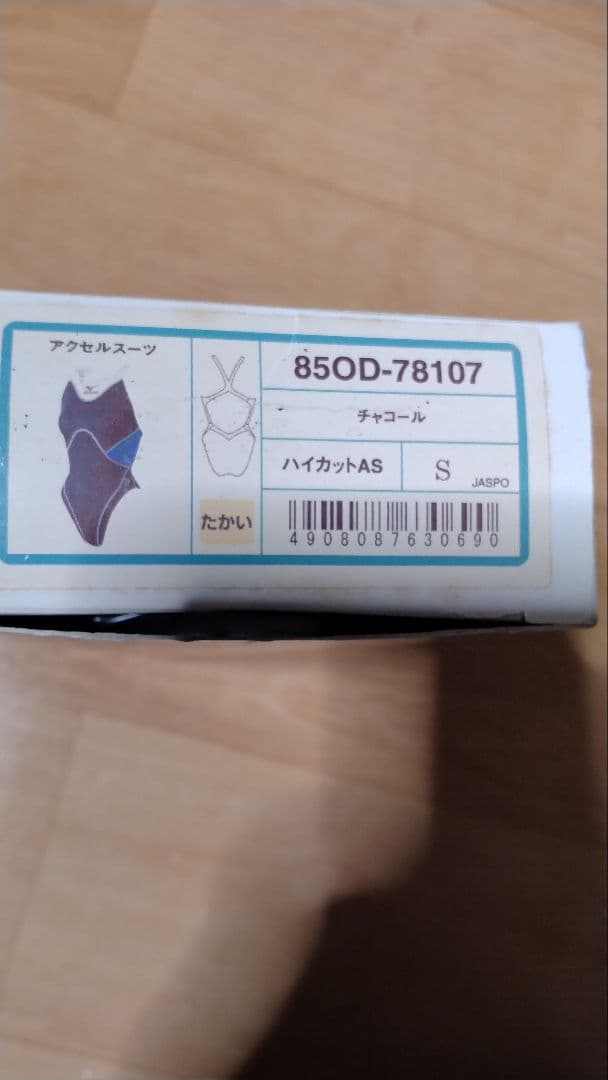 アクセルスーツ
たかい
85OD-78107
チャコール
ハイカットAS
S
JASPO
4908087630690